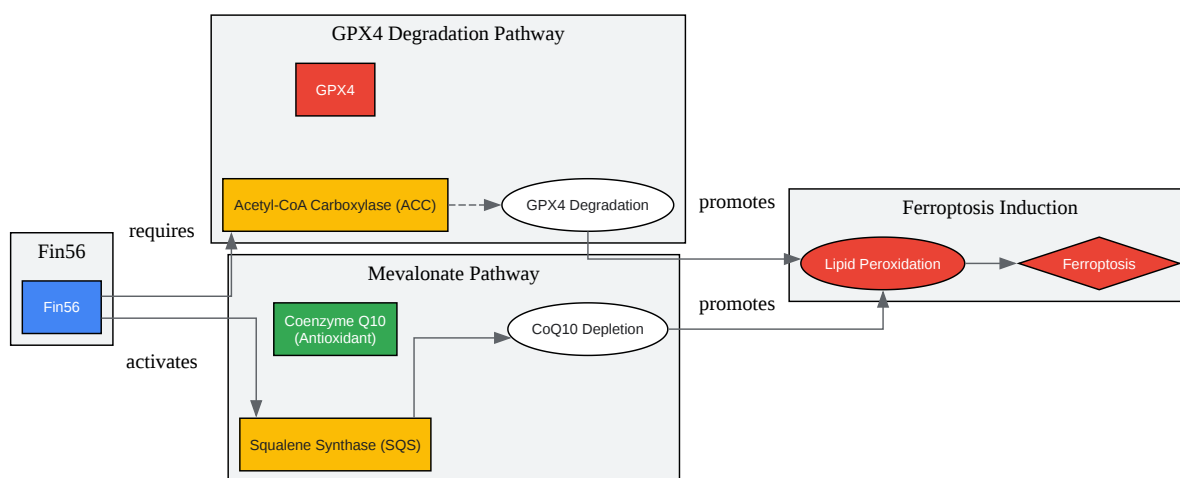 GPX4 Degradation Pathway
GPX4
Acetyl-CoA Carboxylase (ACC)
GPX4 Degradation
promotes
Ferroptosis Induction
Lipid Peroxidation
Ferroptosis
requires
Fin56
Fin56
activates
Mevalonate Pathway
Coenzyme Q10
(Antioxidant)
CoQ10 Depletion
promotes
Squalene Synthase (SQS)